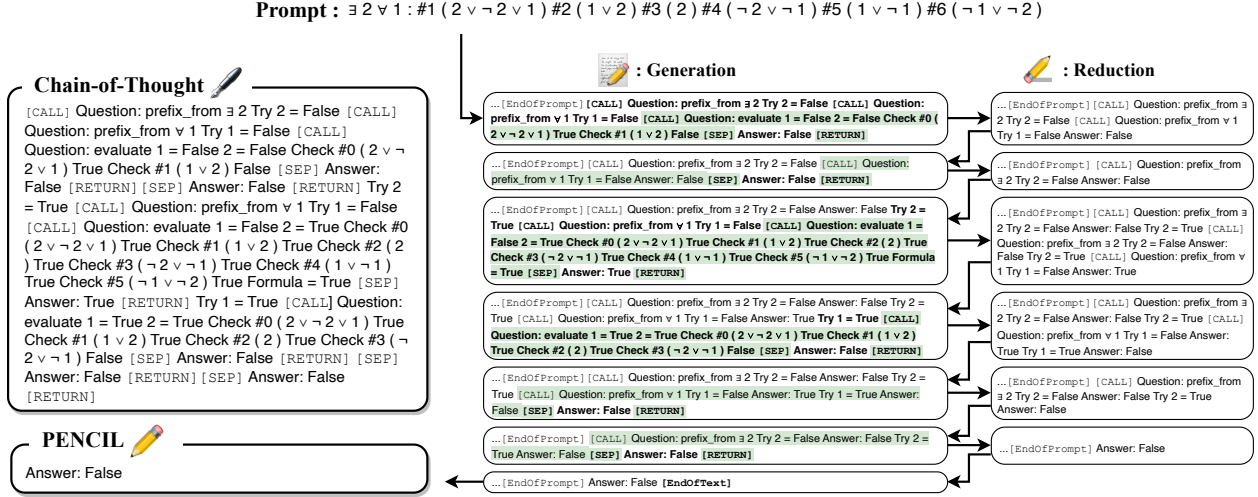 Prompt : ∃ 2 ∀ 1 : #1 ( 2 ∨ ¬ 2 ∨ 1 ) #2 ( 1 ∨ 2 ) #3 ( 2 ) #4 ( ¬ 2 ∨ ¬ 1 ) #5 ( 1 ∨ ¬ 1 ) #6 ( ¬ 1 ∨ ¬ 2 )
Chain-of-Thought
[CALL] Question: prefix_from ∃ 2 Try 2 = False [CALL]
Question: prefix_from ∀ 1 Try 1 = False [CALL]
Question: evaluate 1 = False 2 = False Check #0 ( 2 ∨ ¬
2 ∨ 1 ) True Check #1 ( 1 ∨ 2 ) False [SEP] Answer:
False [RETURN][SEP] Answer: False [RETURN] Try 2
= True [CALL] Question: prefix_from ∀ 1 Try 1 = False
[CALL] Question: evaluate 1 = False 2 = True Check #0
( 2 ∨ ¬ 2 ∨ 1 ) True Check #1 ( 1 ∨ 2 ) True Check #2 ( 2
) True Check #3 ( ¬ 2 ∨ ¬ 1 ) True Check #4 ( 1 ∨ ¬ 1 )
True Check #5 ( ¬ 1 ∨ ¬ 2 ) True Formula = True [SEP]
Answer: True [RETURN] Try 1 = True [CALL] Question:
evaluate 1 = True 2 = True Check #0 ( 2 ∨ ¬ 2 ∨ 1 ) True
Check #1 ( 1 ∨ 2 ) True Check #2 ( 2 ) True Check #3 ( ¬
2 ∨ ¬ 1 ) False [SEP] Answer: False [RETURN] [SEP]
Answer: False [RETURN][SEP] Answer: False
[RETURN]
PENCIL
Answer: False
: Generation
...[EndOfPrompt][CALL] Question: prefix_from ∃ 2 Try 2 = False [CALL] Question:
prefix_from ∀ 1 Try 1 = False [CALL] Question: evaluate 1 = False 2 = False Check #0 (
2 ∨ ¬ 2 ∨ 1 ) True Check #1 ( 1 ∨ 2 ) False [SEP] Answer: False [RETURN]
...[EndOfPrompt][CALL] Question: prefix_from ∃ 2 Try 2 = False [CALL] Question:
prefix_from ∀ 1 Try 1 = False Answer: False [SEP] Answer: False [RETURN]
...[EndOfPrompt][CALL] Question: prefix_from ∃ 2 Try 2 = False Answer: False Try 2 =
True [CALL] Question: prefix_from ∀ 1 Try 1 = False [CALL] Question: evaluate 1 =
False 2 = True Check #0 ( 2 ∨ ¬ 2 ∨ 1 ) True Check #1 ( 1 ∨ 2 ) True Check #2 ( 2 ) True
Check #3 ( ¬ 2 ∨ ¬ 1 ) True Check #4 ( 1 ∨ ¬ 1 ) True Check #5 ( ¬ 1 ∨ ¬ 2 ) True Formula
= True [SEP] Answer: True [RETURN]
...[EndOfPrompt][CALL] Question: prefix_from ∃ 2 Try 2 = False Answer: False Try 2 =
True [CALL] Question: prefix_from ∀ 1 Try 1 = False Answer: True Try 1 = True [CALL]
Question: evaluate 1 = True 2 = True Check #0 ( 2 ∨ ¬ 2 ∨ 1 ) True Check #1 ( 1 ∨ 2 )
True Check #2 ( 2 ) True Check #3 ( ¬ 2 ∨ ¬ 1 ) False [SEP] Answer: False [RETURN]
...[EndOfPrompt][CALL] Question: prefix_from ∃ 2 Try 2 = False Answer: False Try 2 =
True [CALL] Question: prefix_from ∀ 1 Try 1 = False Answer: True Try 1 = True Answer:
False [SEP] Answer: False [RETURN]
...[EndOfPrompt] [CALL] Question: prefix_from ∃ 2 Try 2 = False Answer: False Try 2 =
True Answer: False [SEP] Answer: False [RETURN]
...[EndOfPrompt] Answer: False [EndOfText]
: Reduction
...[EndOfPrompt][CALL] Question: prefix_from ∃
2 Try 2 = False [CALL] Question: prefix_from ∀ 1
Try 1 = False Answer: False
...[EndOfPrompt][CALL] Question: prefix_from
∃ 2 Try 2 = False Answer: False
...[EndOfPrompt][CALL] Question: prefix_from ∃
2 Try 2 = False Answer: False Try 2 = True [CALL]
Question: prefix_from ∃ 2 Try 2 = False Answer:
False Try 2 = True [CALL] Question: prefix_from ∀
1 Try 1 = False Answer: True
...[EndOfPrompt][CALL] Question: prefix_from ∃
2 Try 2 = False Answer: False Try 2 = True [CALL]
Question: prefix_from ∀ 1 Try 1 = False Answer:
True Try 1 = True Answer: False
...[EndOfPrompt] [CALL] Question: prefix_from
∃ 2 Try 2 = False Answer: False Try 2 = True
Answer: False
...[EndOfPrompt] Answer: False